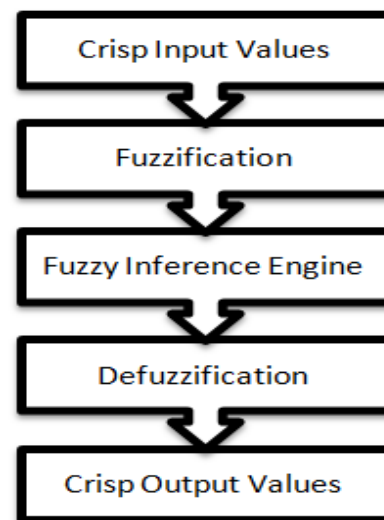 Crisp Input Values
Fuzzification
Fuzzy Inference Engine
Defuzzification
Crisp Output Values